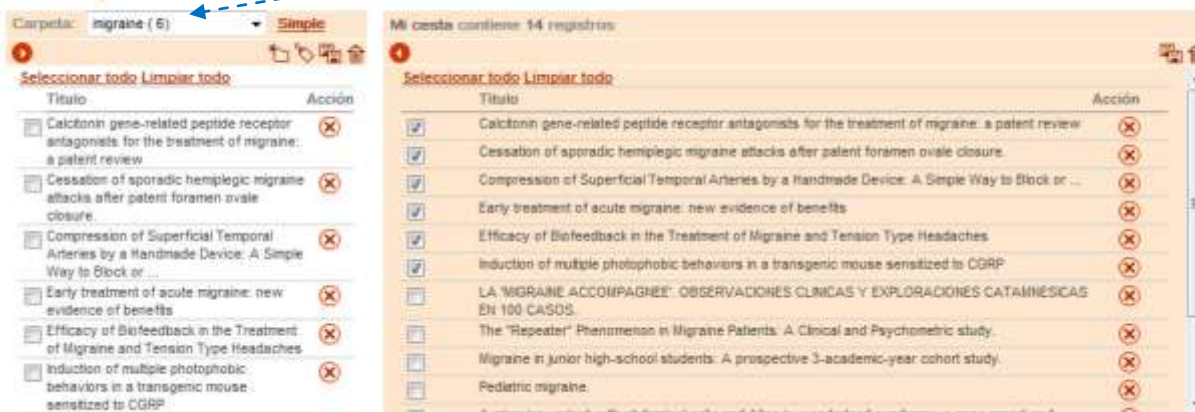 Carpeta: migraine ( 6) Simple
Seleccionar todo Limpiar todo
Título Acción
Calcitonin gene-related peptide receptor
antagonists for the treatment of migraine:
a patent review
Cessation of sporadic hemiplegic migraine
attacks after patent foramen ovale
closure.
Compression of Superficial Temporal
Arteries by a Handmade Device: A Simple
Way to Block or ...
Early treatment of acute migraine: new
evidence of benefits
Efficacy of Biofeedback in the Treatment
of Migraine and Tension Type Headaches
Induction of multiple photophobic
behaviors in a transgenic mouse
sensitized to CGRP
Mi cesta contiene 14 registros
Seleccionar todo Limpiar todo
Título Acción
Calcitonin gene-related peptide receptor antagonists for the treatment of migraine: a patent review
Cessation of sporadic hemiplegic migraine attacks after patent foramen ovale closure.
Compression of Superficial Temporal Arteries by a Handmade Device: A Simple Way to Block or ...
Early treatment of acute migraine: new evidence of benefits
Efficacy of Biofeedback in the Treatment of Migraine and Tension Type Headaches
Induction of multiple photophobic behaviors in a transgenic mouse sensitized to CGRP
LA 'MIGRAINE ACCOMPAGNEE'. OBSERVACIONES CLINICAS Y EXPLORACIONES CATAMNESICAS
EN 100 CASOS.
The "Repeater" Phenomenon in Migraine Patients: A Clinical and Psychometric study.
Migraine in junior high-school students: A prospective 3-academic-year cohort study.
Pediatric migraine.